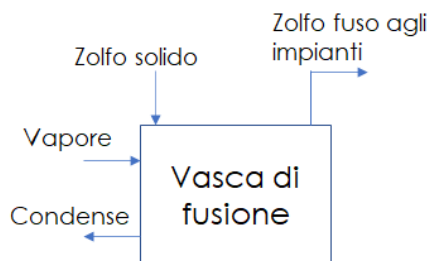 Zolfo fuso agli
impianti
Zolfo solido
Vapore
Vasca di
fusione
Condense